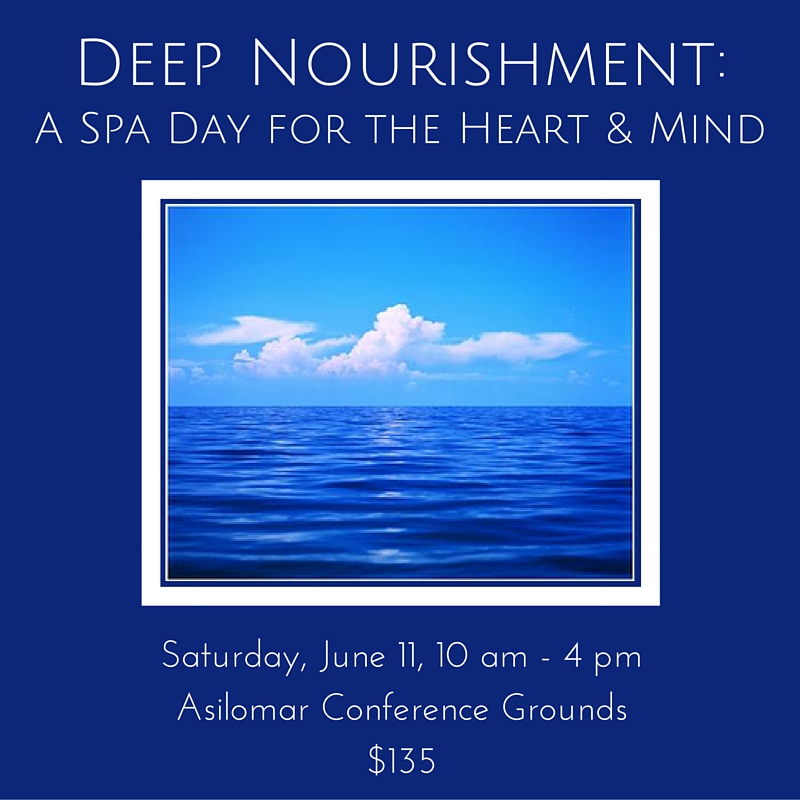 Deep Nourishment:
A Spa Day for the Heart & Mind
Saturday, June 11, 10 am - 4 pm
Asilomar Conference Grounds
$135